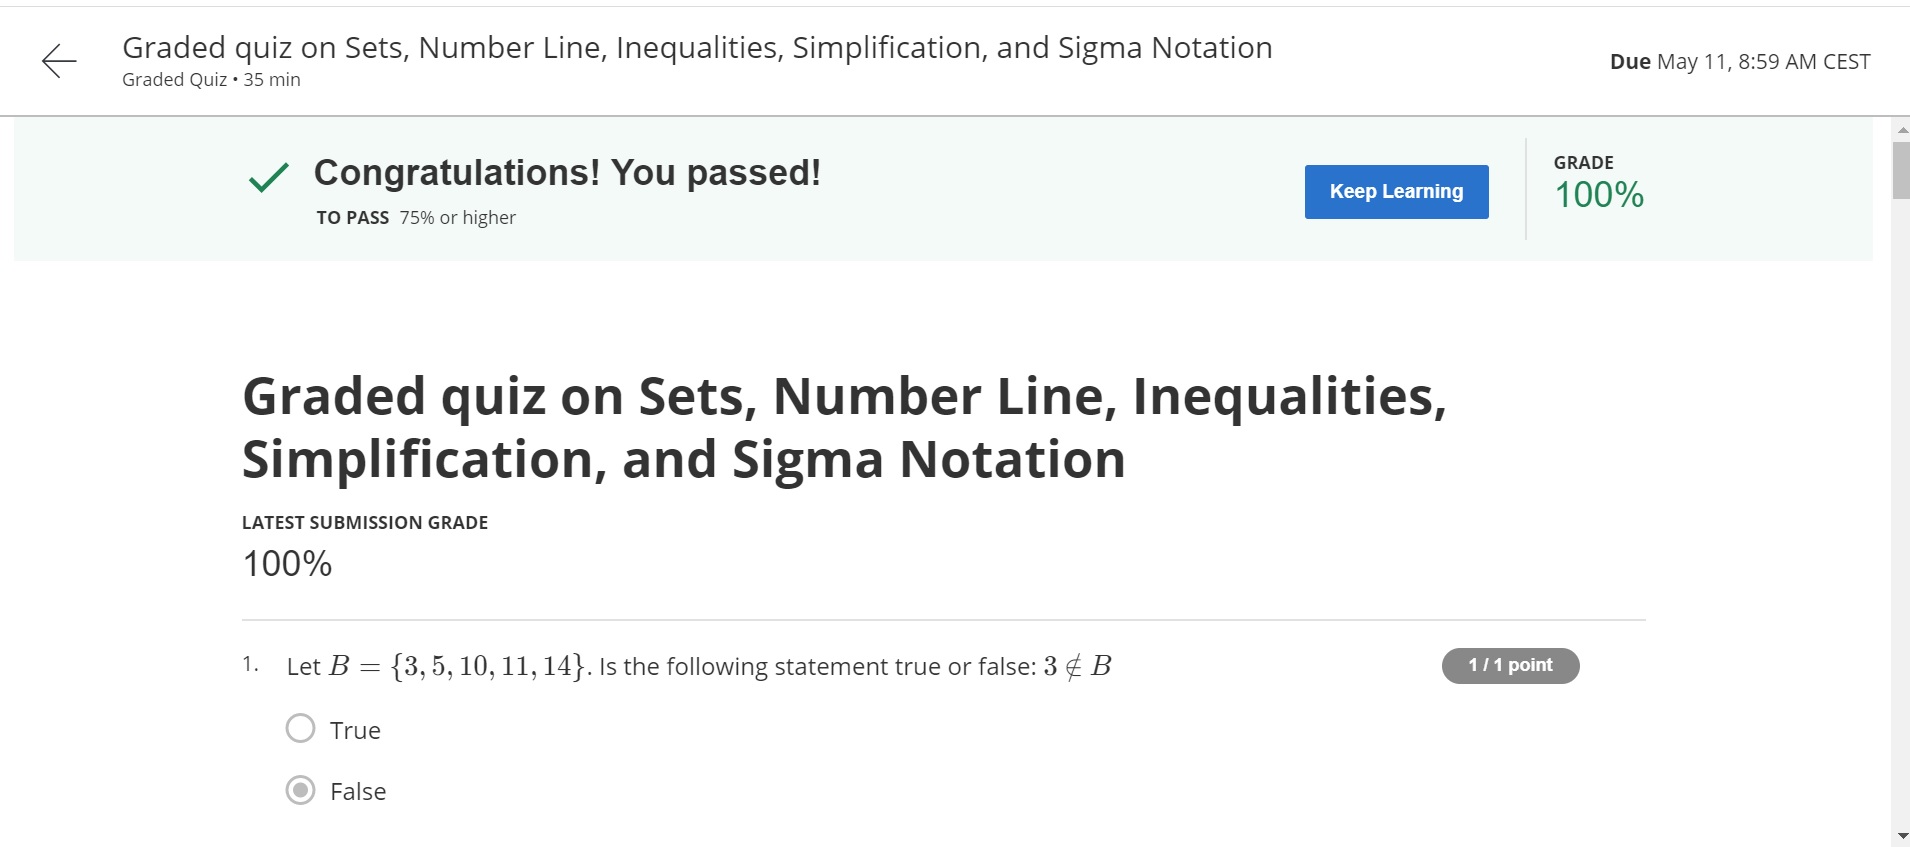 Graded quiz on Sets, Number Line, Inequalities, Simplification, and Sigma Notation
Graded Quiz • 35 min
Due May 11, 8:59 AM CEST
Congratulations! You passed!
TO PASS 75% or higher
Keep Learning
GRADE
100%
Graded quiz on Sets, Number Line, Inequalities,
Simplification, and Sigma Notation
LATEST SUBMISSION GRADE
100%
1. Let B = {3, 5, 10, 11, 14}. Is the following statement true or false: 3 ∉ B
1 / 1 point
True
False